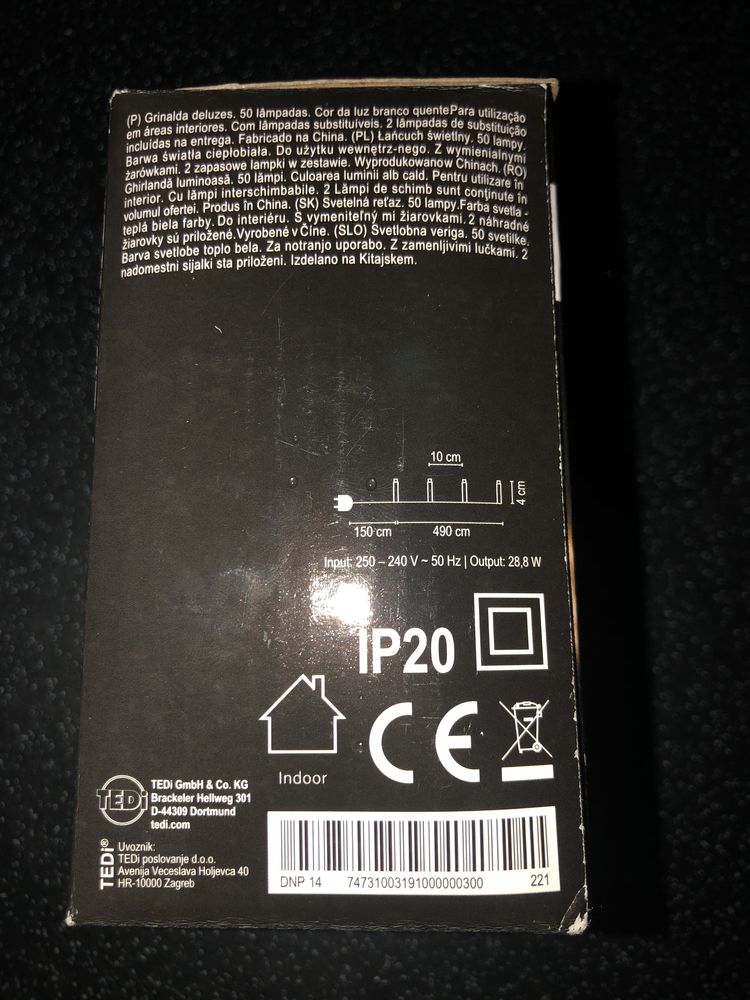 (P) Grinalda deluzes. 50 lâmpadas. Cor da luz branco quentePara utilização
em áreas interiores. Com lâmpadas substituíveis, 2 lâmpadas de substituição
incluídas na entrega. Fabricado na China. (PL) Łańcuch świetlny. 50 lampy.
Barwa światła ciepłobiała. Do użytku wewnętrz-nego. Z wymienialnymi
żarówkami. 2 zapasowe lampki w zestawie. Wyprodukowanow Chinach. (RO)
Ghirlandă luminoasă. 50 lămpi. Culoarea luminii alb cald. Pentru utilizare în
interior. Cu lămpi interschimbabile. 2 Lămpi de schimb sunt conținute în
volumul ofertei. Produs în China. (SK) Svetelná reťaz. 50 lampy.Farba svetla -
teplá biela farby. Do interiéru. S vymeniteľný mi žiarovkami. 2 náhradné
žiarovky sú priložené.Vyrobené v Číne. (SLO) Svetlobna veriga. 50 svetilke.
Barva svetlobe toplo bela. Za notranjo uporabo. Z zamenljivimi lučkami. 2
nadomestni sijalki sta priloženi. Izdelano na Kitajskem.
10 cm
4 cm
150 cm 490 cm
Input: 250 – 240 V ~ 50 Hz | Output: 28,8 W
IP20
CE
Indoor
TEDi
TEDi GmbH & Co. KG
Brackeler Hellweg 301
D-44309 Dortmund
tedi.com
TEDi®
Uvoznik:
TEDi poslovanje d.o.o.
Avenija Veceslava Holjevca 40
HR-10000 Zagreb
DNP 14 74731003191000000300 221